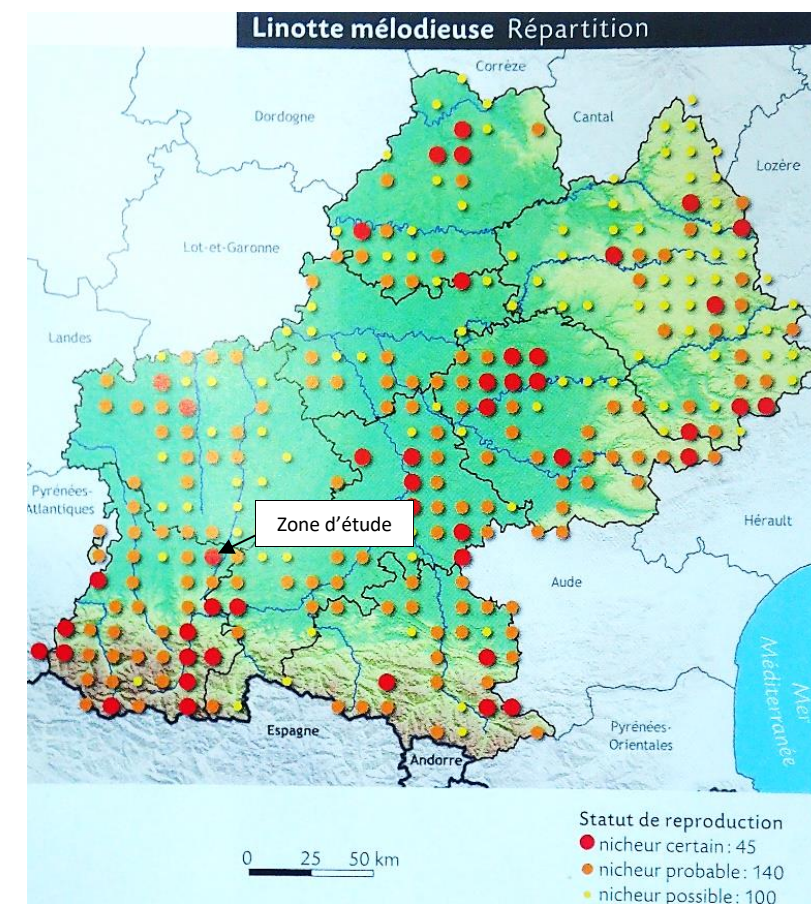 Linotte mélodieuse Répartition
Corrèze
Dordogne
Cantal
Lozère
Lot-et-Garonne
Landes
Pyrénées-
Atlantiques
Zone d'étude
Hérault
Aude
Mer
Méditerranée
Espagne
Pyrénées-
Orientales
Andorre
Statut de reproduction
0 25 50 km
nicheur certain : 45
nicheur probable : 140
nicheur possible : 100